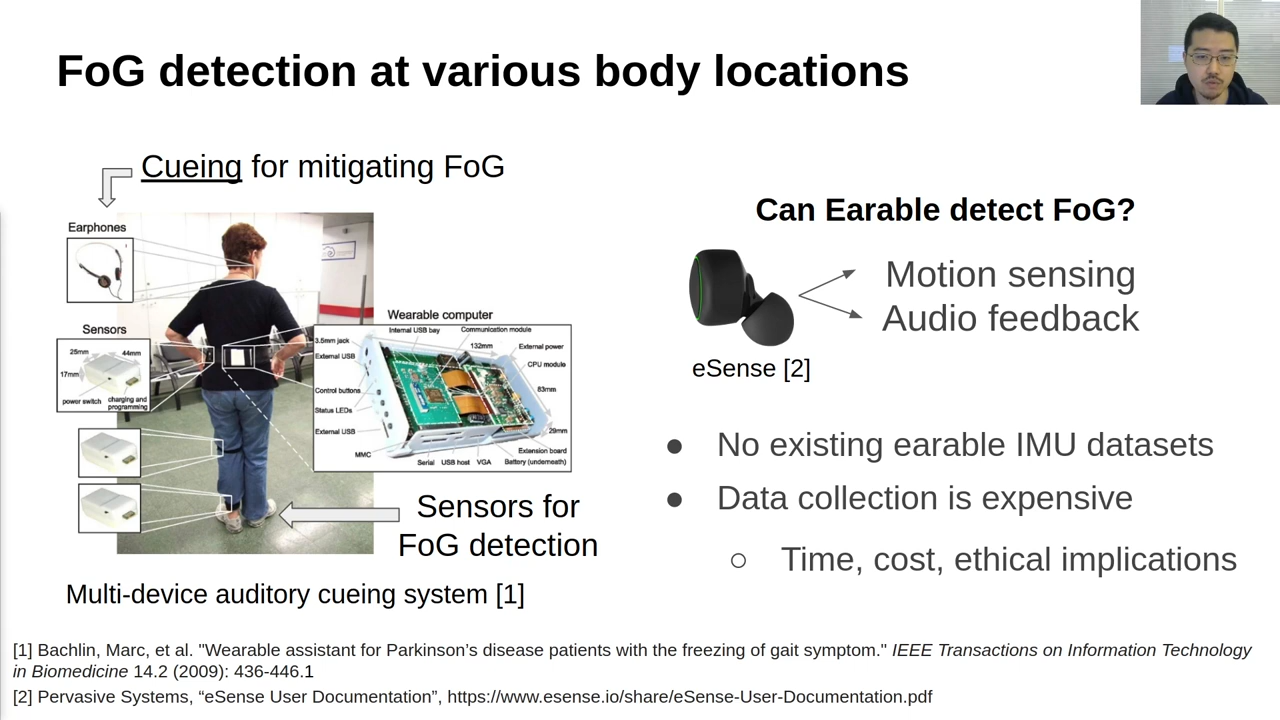 FoG detection at various body locations
Cueing for mitigating FoG
Earphones
Sensors
25mm
44mm
17mm
power switch
charging and
programming
Wearable computer
Internal USB bay
Communication module
3.5mm jack
132mm
External power
External USB
CPU module
83mm
Control buttons
Status LEDs
External USB
29mm
Extension board
MMC
Serial
USB host
VGA
Battery (underneath)
Sensors for
FoG detection
Multi-device auditory cueing system [1]
Can Earable detect FoG?
Motion sensing
Audio feedback
eSense [2]
● No existing earable IMU datasets
● Data collection is expensive
○ Time, cost, ethical implications
[1] Bachlin, Marc, et al. "Wearable assistant for Parkinson’s disease patients with the freezing of gait symptom." IEEE Transactions on Information Technology
in Biomedicine 14.2 (2009): 436-446.1
[2] Pervasive Systems, “eSense User Documentation”, https://www.esense.io/share/eSense-User-Documentation.pdf